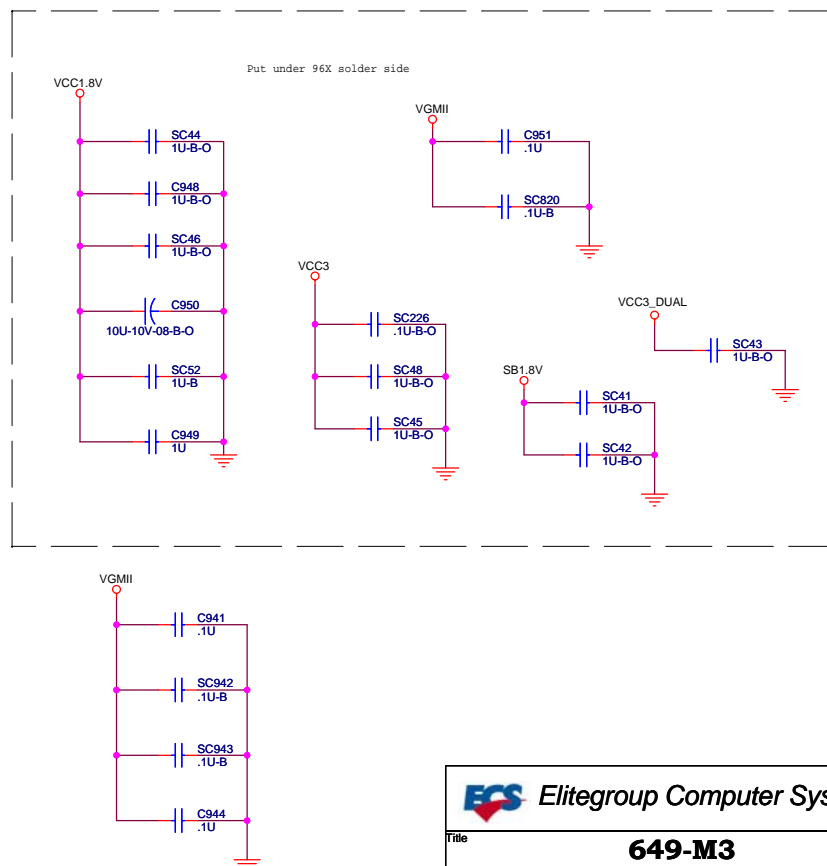 Put under 96X solder side
VCC1.8V
SC44
1U-B-O
C948
1U-B-O
SC46
1U-B-O
C950
10U-10V-08-B-O
SC52
1U-B
C949
1U
VGMII
C951
.1U
SC820
.1U-B
VCC3
SC226
.1U-B-O
SC48
1U-B-O
SC45
1U-B-O
VCC3_DUAL
SC43
1U-B-O
SB1.8V
SC41
1U-B-O
SC42
1U-B-O
VGMII
C941
.1U
SC942
.1U-B
SC943
.1U-B
C944
.1U
ECS Elitegroup Computer Sys
Title
649-M3